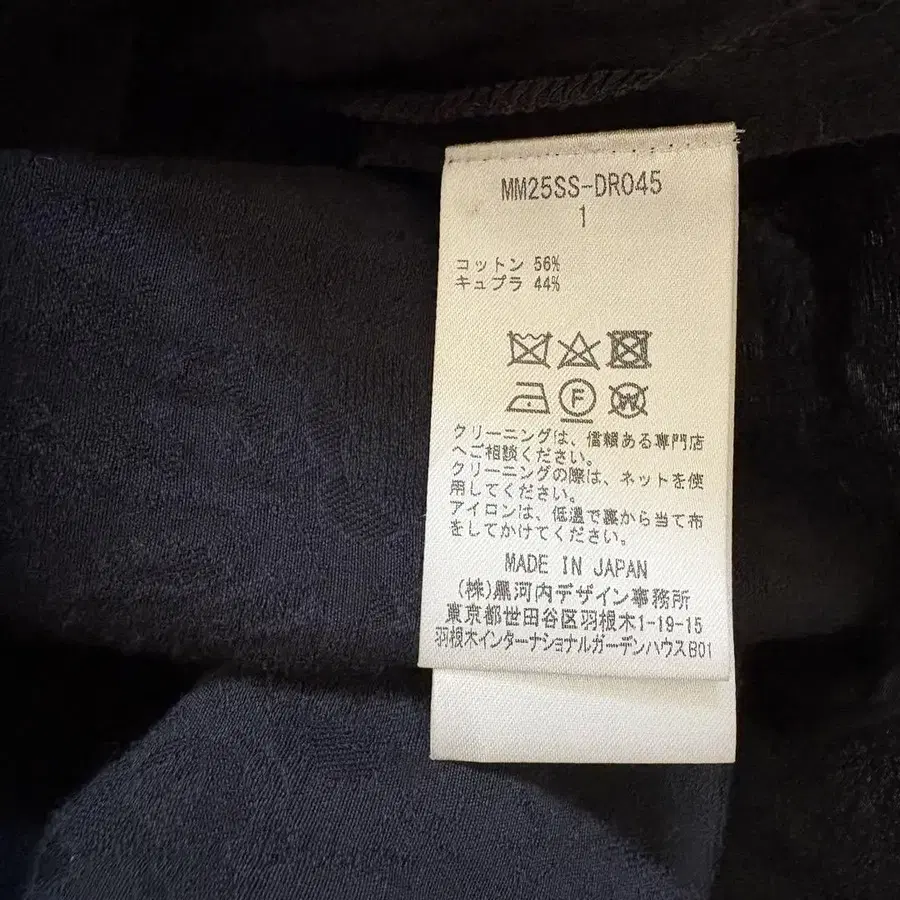 MM25SS-DR045
1
コットン 56%
キュプラ 44%
F
W
クリーニングは、信頼ある専門店
へご相談ください。
クリーニングの際は、ネットを使
用してください。
アイロンは、低温で裏から当て布
をしてかけてください。
MADE IN JAPAN
(株)黒河内デザイン事務所
東京都世田谷区羽根木1-19-15
羽根木インターナショナルガーデンハウスB01